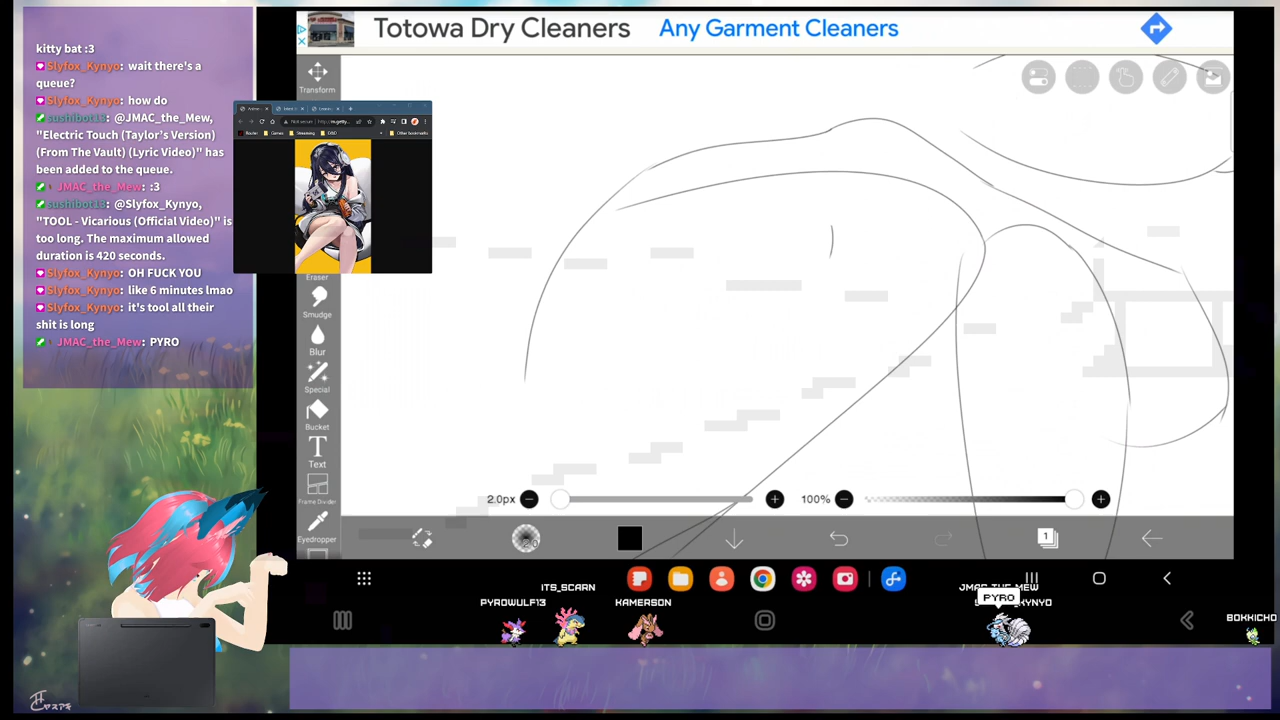 kitty bat :3
Slyfox_Kynyo: wait there's a
queue?
Slyfox_Kynyo: how do
sushibot13: @JMAC_the_Mew,
"Electric Touch (Taylor's Version)
(From The Vault) (Lyric Video)" has
been added to the queue.
JMAC_the_Mew: :3
sushibot13: @Slyfox_Kynyo,
"TOOL - Vicarious (Official Video)" is
too long. The maximum allowed
duration is 420 seconds.
Slyfox_Kynyo: OH FUCK YOU
Slyfox_Kynyo: like 6 minutes lmao
Slyfox_Kynyo: it's tool all their
shit is long
JMAC_the_Mew: PYRO
Totowa Dry Cleaners
Any Garment Cleaners
Transform
Other bookmarks
Eraser
Smudge
Blur
Special
Bucket
T
Text
Frame Divider
Eyedropper
2.0px
100%
2.0
1
ITS_SCARN
PYROWULF13
KAMERSON
PYRO
BOKKICHO